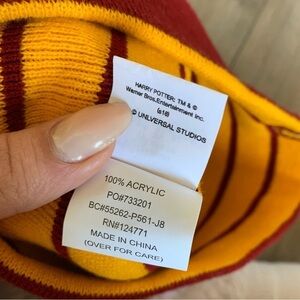 HARRY POTTER: TM & ©
Warner Bros. Entertainment Inc.
(s18)
© UNIVERSAL STUDIOS
100% ACRYLIC
PO#733201
BC#55262-P561-J8
RN#124771
MADE IN CHINA
(OVER FOR CARE)